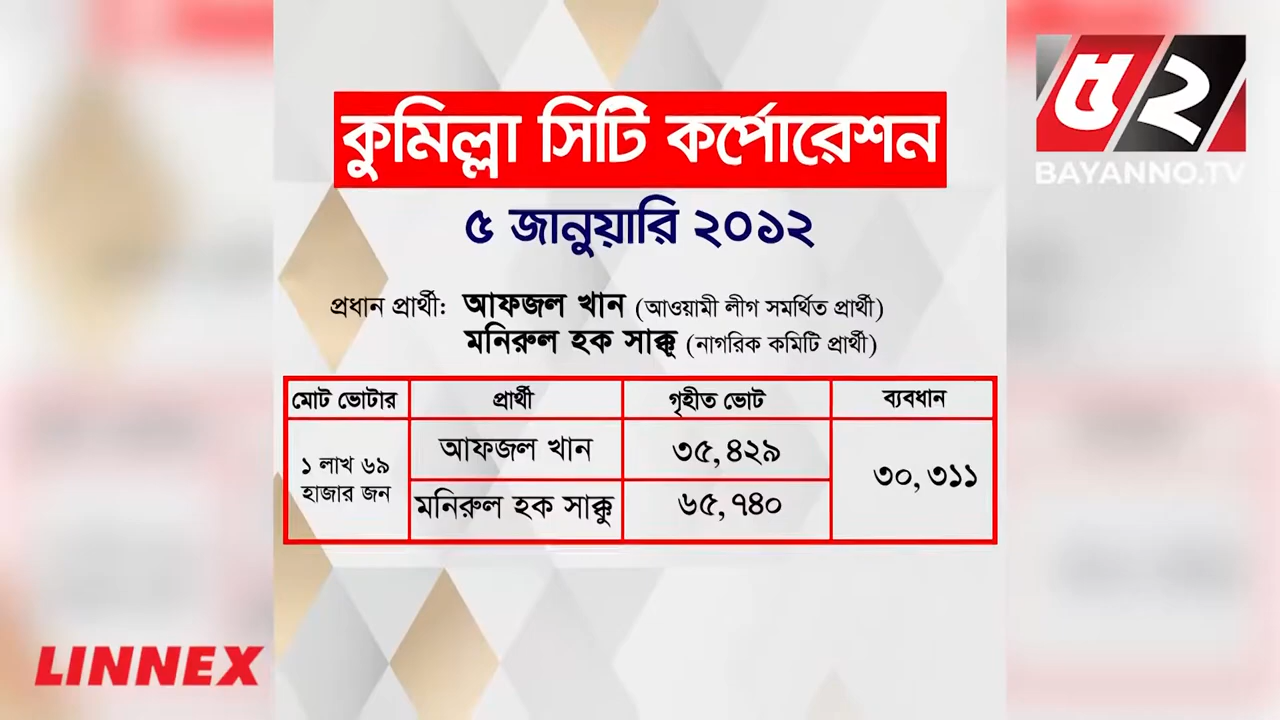 কুমিল্লা সিটি কর্পোরেশন
৫২
BAYANNO.TV
৫ জানুয়ারি ২০১২
প্রধান প্রার্থী: আফজল খান (আওয়ামী লীগ সমর্থিত প্রার্থী)
মনিরুল হক সাক্কু (নাগরিক কমিটি প্রার্থী)
মোট ভোটার প্রার্থী গৃহীত ভোট ব্যবধান
১ লাখ ৬৯
হাজার জন
আফজল খান ৩৫,৪২৯
মনিরুল হক সাক্কু ৬৫,৭৪০
৩০,৩১১
LINNEX